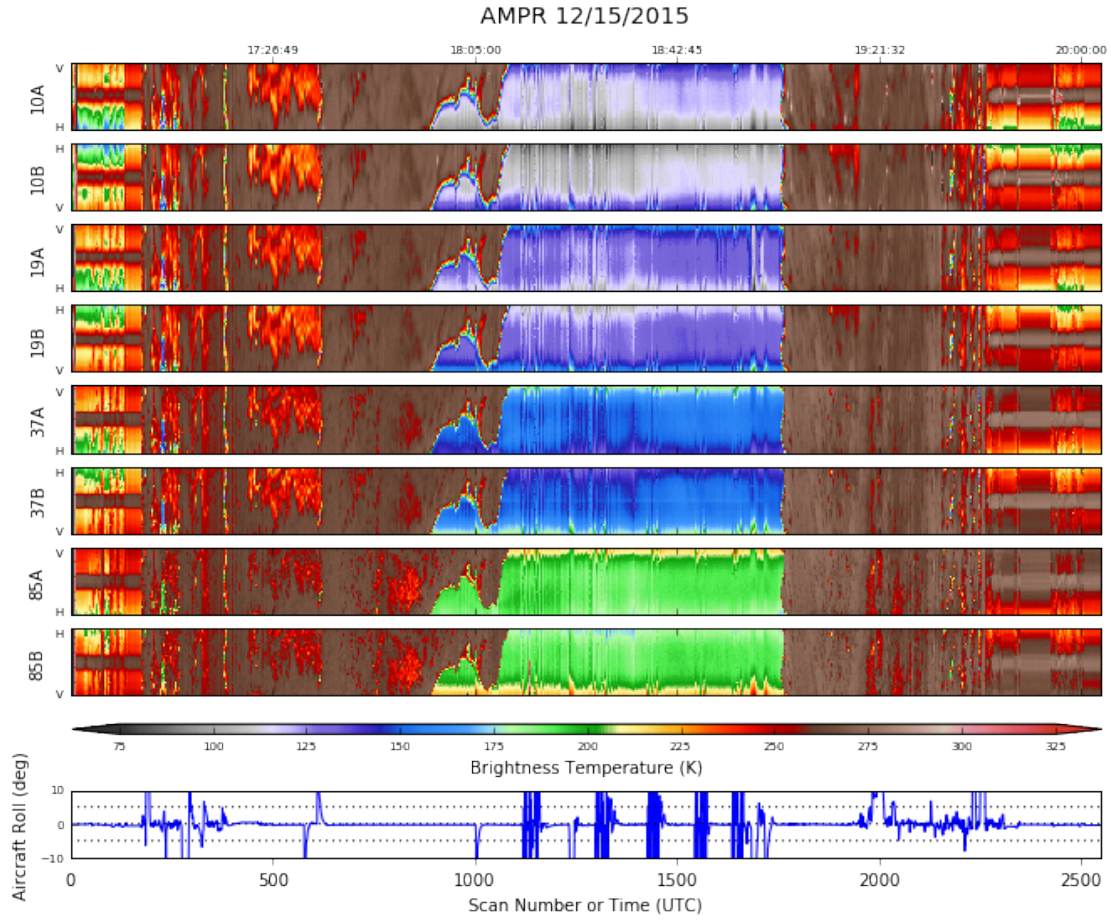 AMPR 12/15/2015
17:26:49 18:05:00 18:42:45 19:21:32 20:00:00
V
10A
H
H
10B
V
V
19A
H
H
19B
V
V
37A
H
H
37B
V
V
85A
H
H
85B
V
75 100 125 150 175 200 225 250 275 300 325
Brightness Temperature (K)
Aircraft Roll (deg)
10
5
0
-5
-10
0 500 1000 1500 2000 2500
Scan Number or Time (UTC)